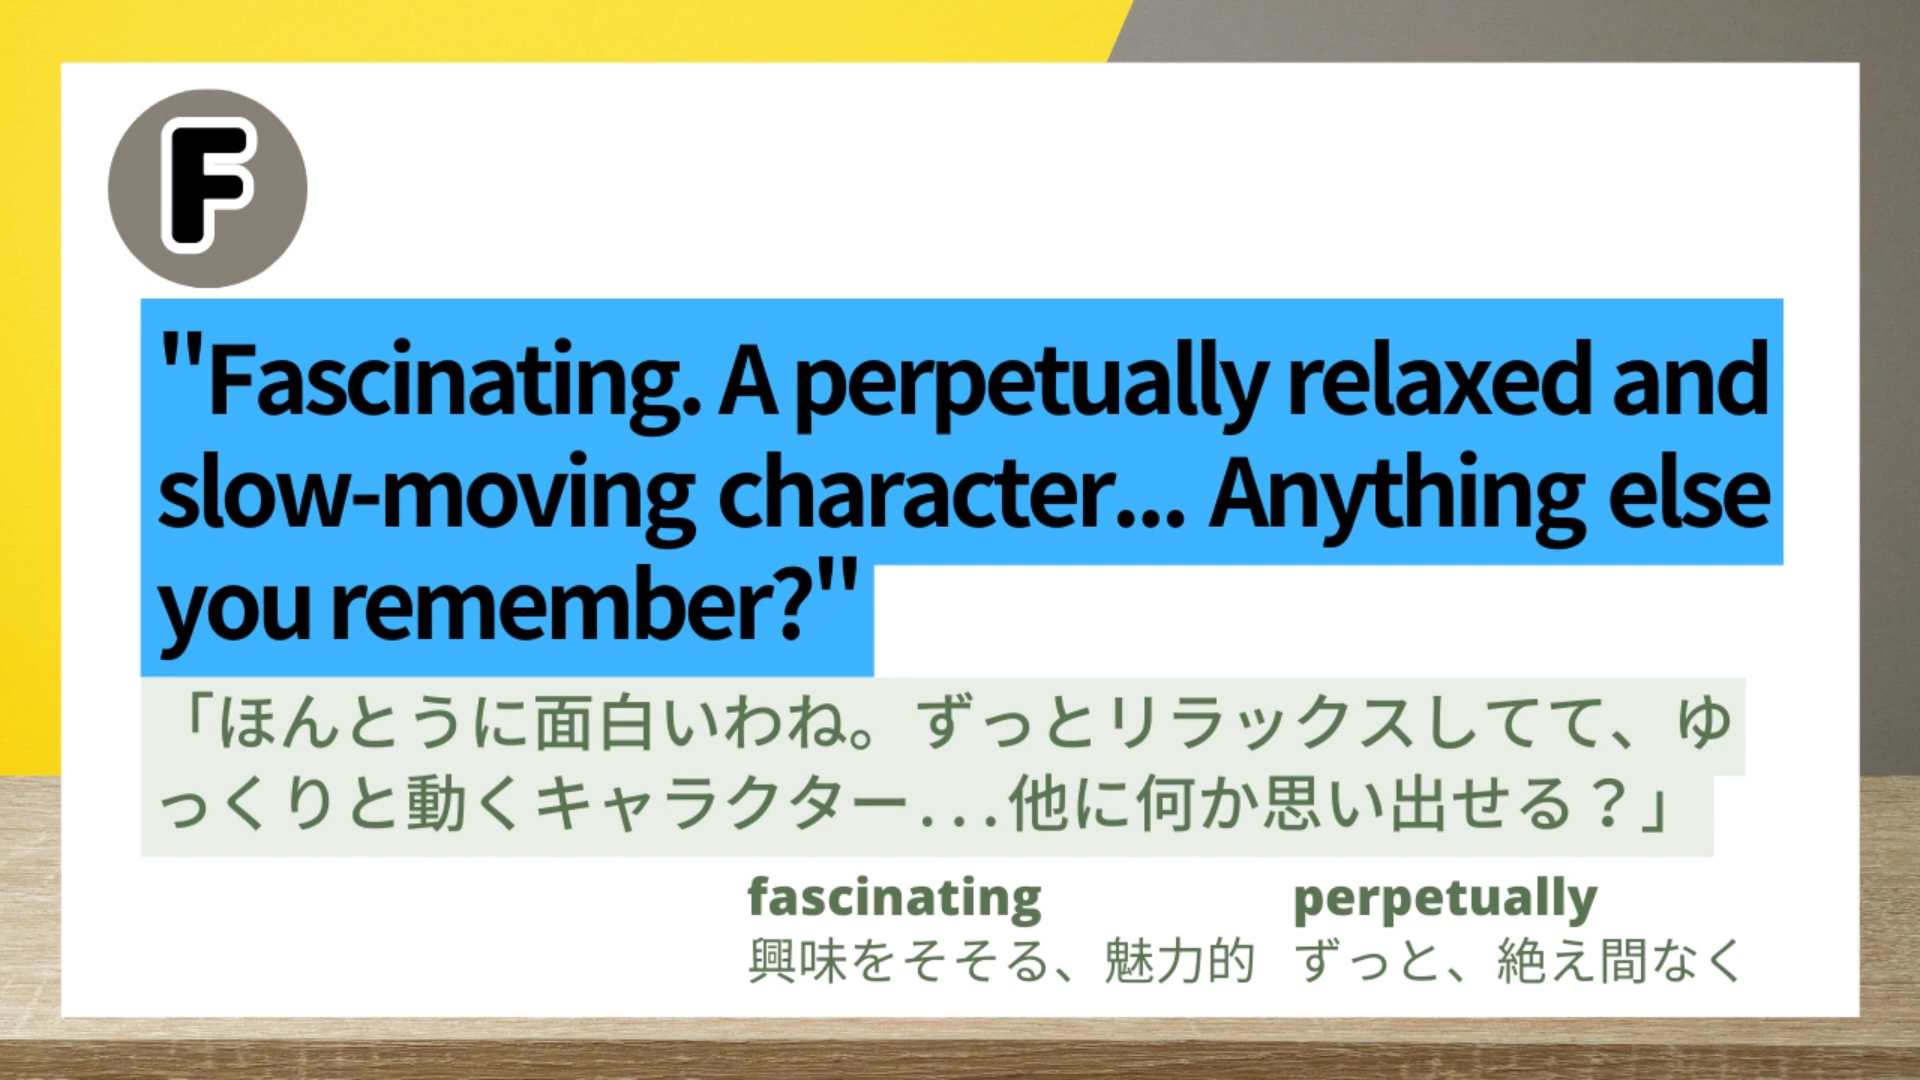 F
"Fascinating. A perpetually relaxed and
slow-moving character... Anything else
you remember?"
「ほんとうに面白いわね。ずっとリラックスしてて、ゆ
っくりと動くキャラクター...他に何か思い出せる？」
fascinating perpetually
興味をそそる、魅力的 ずっと、絶え間なく